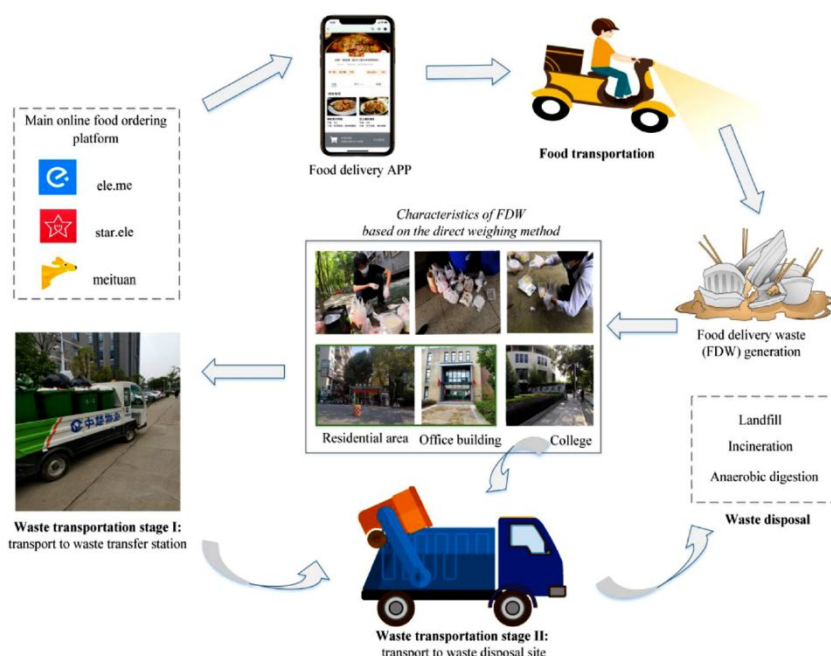 Main online food ordering
platform
ele.me
star.ele
meituan
Food delivery APP
Food transportation
Characteristics of FDW
based on the direct weighing method
Residential area
Office building
College
Food delivery waste
(FDW) generation
Landfill
Incineration
Anaerobic digestion
Waste disposal
Waste transportation stage I:
transport to waste transfer station
Waste transportation stage II:
transport to waste disposal site